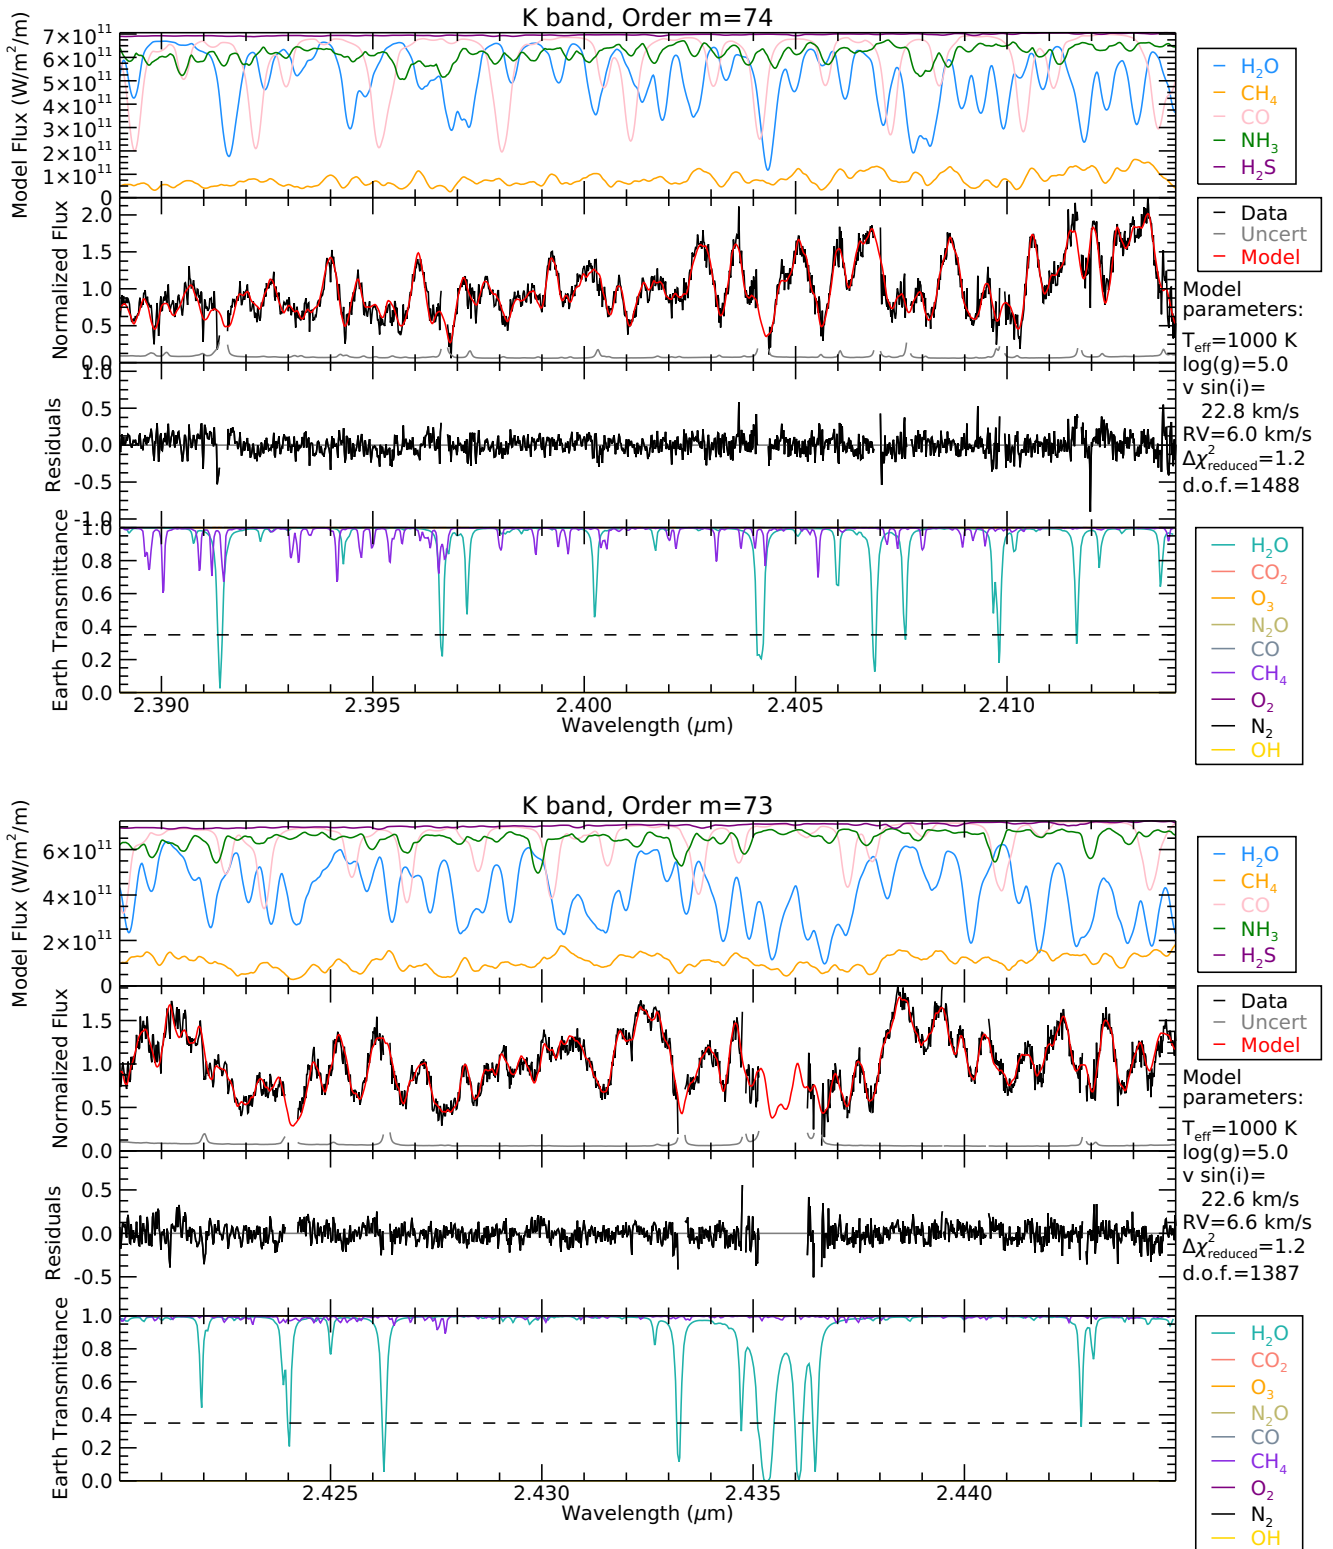 K band, Order m=74
Model Flux (W/m²/m)
7×10¹¹
6×10¹¹
5×10¹¹
4×10¹¹
3×10¹¹
2×10¹¹
1×10¹¹
0
H₂O
CH₄
CO
NH₃
H₂S
Normalized Flux
2.0
1.5
1.0
0.5
0.0
Data
Uncert
Model
Model
parameters:
T_eff=1000 K
log(g)=5.0
v sin(i)=
22.8 km/s
RV=6.0 km/s
Δχ²_reduced=1.2
d.o.f.=1488
Residuals
1.0
0.5
0.0
-0.5
-1.0
Earth Transmittance
1.0
0.8
0.6
0.4
0.2
0.0
H₂O
CO₂
O₃
N₂O
CO
CH₄
O₂
N₂
OH
2.390
2.395
2.400
2.405
2.410
Wavelength (μm)
K band, Order m=73
Model Flux (W/m²/m)
6×10¹¹
4×10¹¹
2×10¹¹
0
H₂O
CH₄
CO
NH₃
H₂S
Normalized Flux
1.5
1.0
0.5
0.0
Data
Uncert
Model
Model
parameters:
T_eff=1000 K
log(g)=5.0
v sin(i)=
22.6 km/s
RV=6.6 km/s
Δχ²_reduced=1.2
d.o.f.=1387
Residuals
0.5
0.0
-0.5
Earth Transmittance
1.0
0.8
0.6
0.4
0.2
0.0
H₂O
CO₂
O₃
N₂O
CO
CH₄
O₂
N₂
OH
2.425
2.430
2.435
2.440
Wavelength (μm)